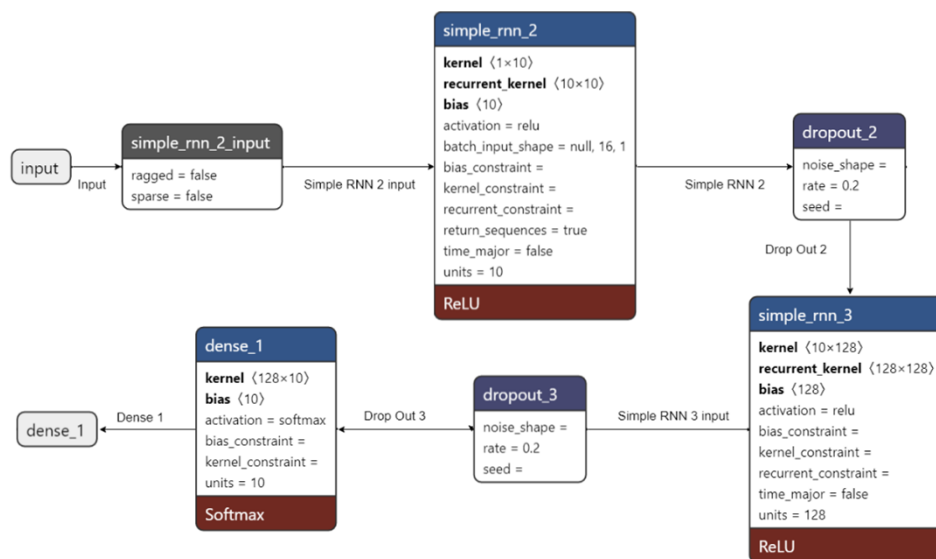 input
Input
simple_rnn_2_input
ragged = false
sparse = false
Simple RNN 2 input
simple_rnn_2
kernel ⟨1×10⟩
recurrent_kernel ⟨10×10⟩
bias ⟨10⟩
activation = relu
batch_input_shape = null, 16, 1
bias_constraint =
kernel_constraint =
recurrent_constraint =
return_sequences = true
time_major = false
units = 10
ReLU
Simple RNN 2
dropout_2
noise_shape =
rate = 0.2
seed =
Drop Out 2
simple_rnn_3
kernel ⟨10×128⟩
recurrent_kernel ⟨128×128⟩
bias ⟨128⟩
activation = relu
bias_constraint =
kernel_constraint =
recurrent_constraint =
time_major = false
units = 128
ReLU
Simple RNN 3 input
dropout_3
noise_shape =
rate = 0.2
seed =
Drop Out 3
dense_1
kernel ⟨128×10⟩
bias ⟨10⟩
activation = softmax
bias_constraint =
kernel_constraint =
units = 10
Softmax
Dense 1
dense_1